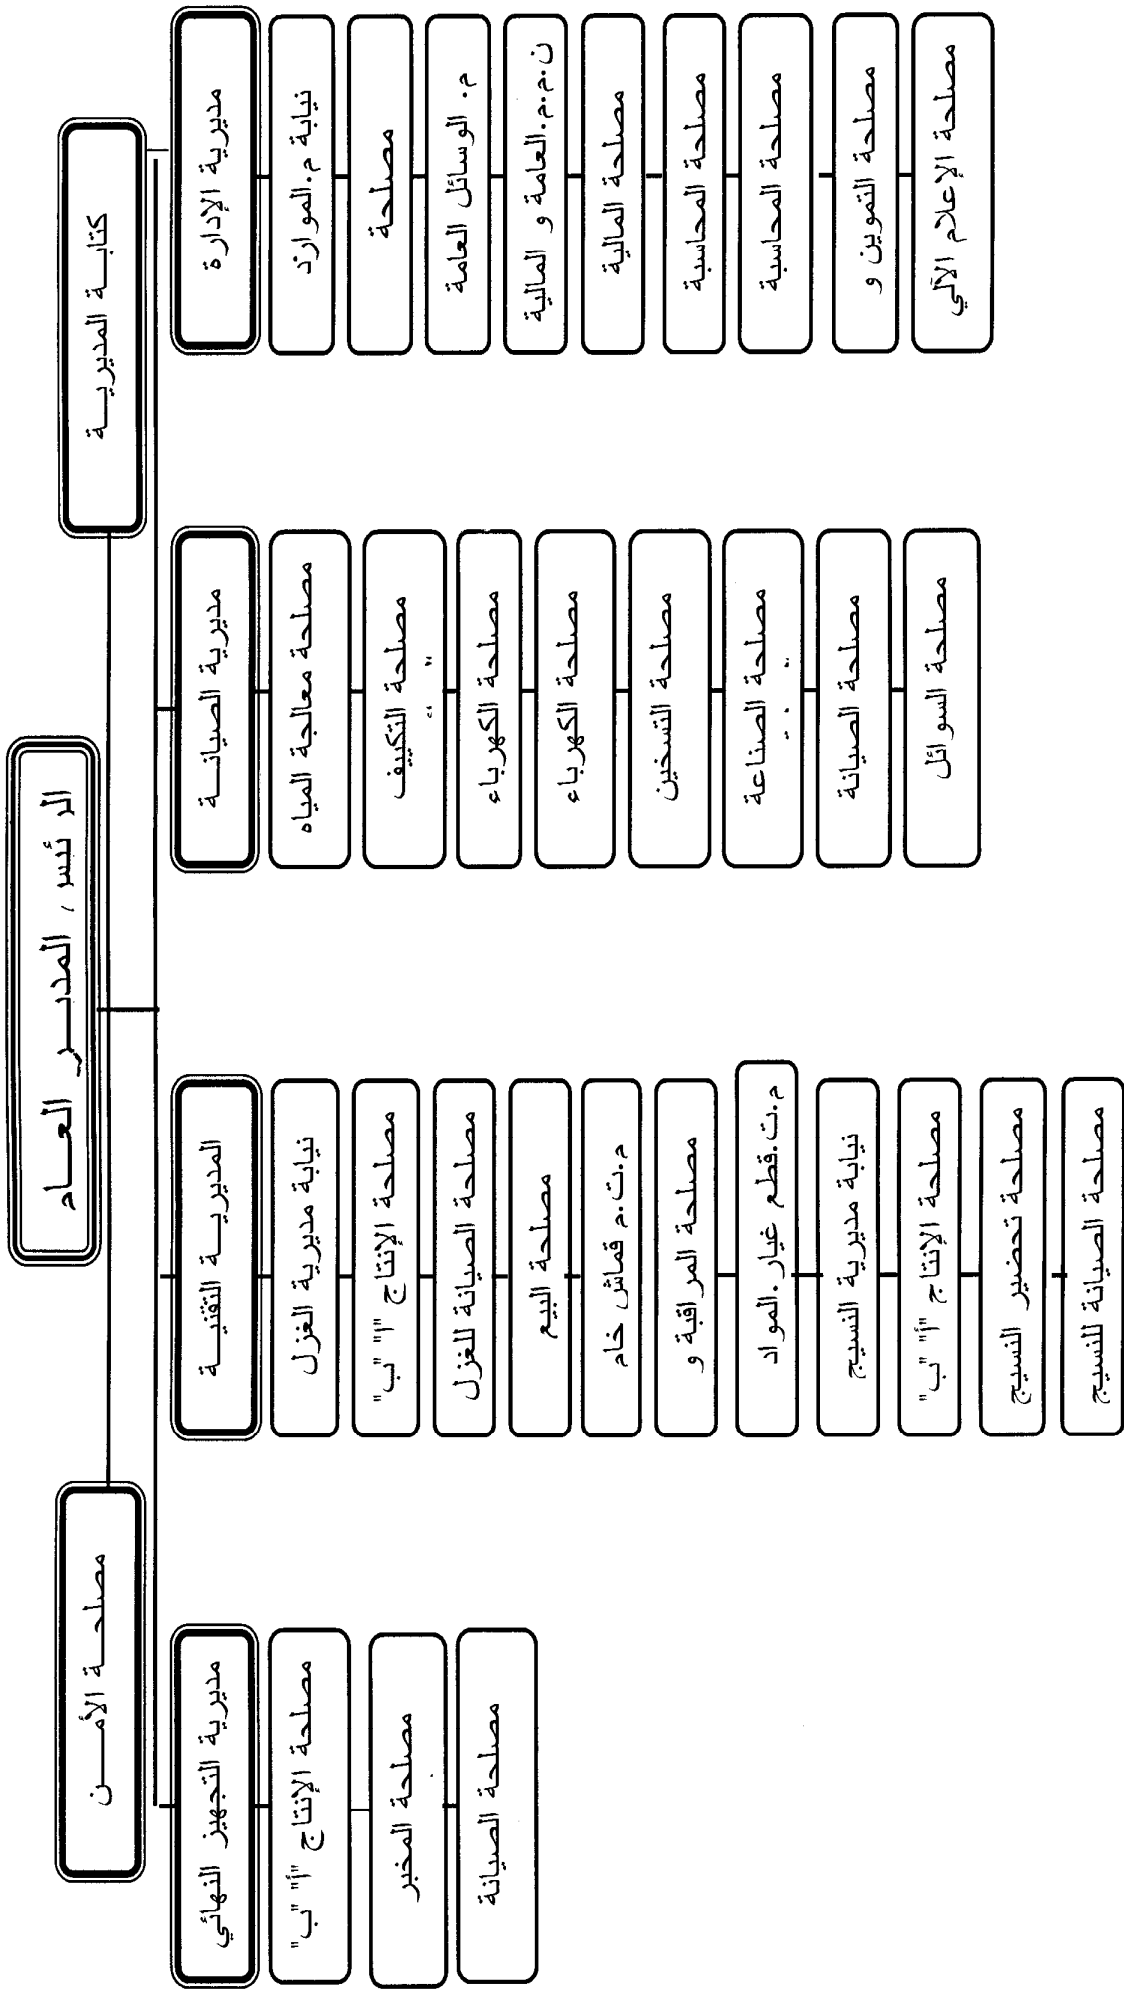 الرئيس، المدير العام
كتابة المديرية
مصلحة الأمن
مديرية الإدارة
نيابة م.الموارد
مصلحة
م. الوسائل العامة
ن.م.م.العامة و المالية
مصلحة المالية
مصلحة المحاسبة
مصلحة المحاسبة
مصلحة التموين و
مصلحة الإعلام الآلي
مديرية الصيانة
مصلحة معالجة المياه
مصلحة التكييف
مصلحة الكهرباء
مصلحة الكهرباء
مصلحة التسخين
مصلحة الصناعة
مصلحة الصيانة
مصلحة السوائل
المديرية التقنية
نيابة مديرية الغزل
مصلحة الإنتاج "أ" "ب"
مصلحة الصيانة للغزل
مصلحة البيع
م.ت.م قماش خام
مصلحة المراقبة و
م.ت.قطع غيار.المواد
نيابة مديرية النسيج
مصلحة الإنتاج "أ" "ب"
مصلحة تحضير النسيج
مصلحة الصيانة للنسيج
مديرية التجهيز النهائي
مصلحة الإنتاج "أ" "ب"
مصلحة المخبر
مصلحة الصيانة